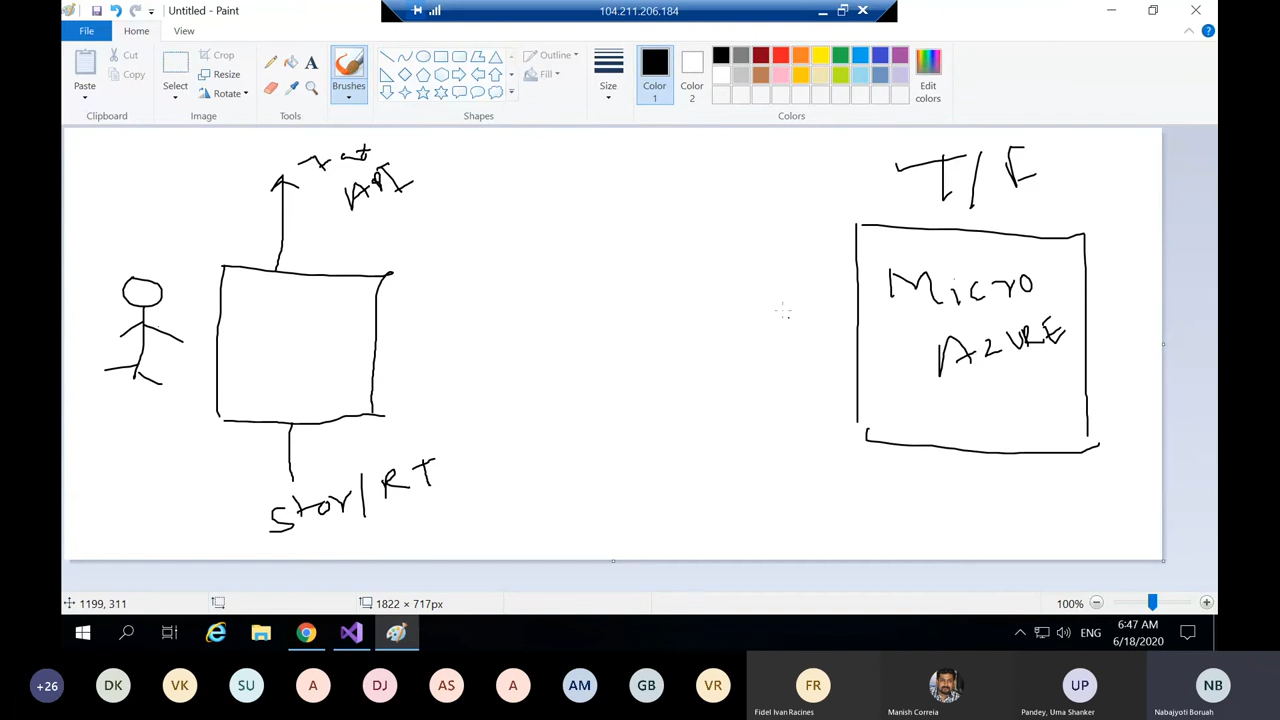 Untitled - Paint
104.211.206.184
File
Home
View
Paste
Cut
Copy
Clipboard
Select
Crop
Resize
Rotate
Image
A
Tools
Brushes
Outline
Fill
Shapes
Size
Color
1
Color
2
Edit
colors
Colors
API
T/E
Micro
AZURE
Stor/RT
1199, 311
1822 × 717px
100%
ENG
6:47 AM
6/18/2020
+26
DK
VK
SU
A
DJ
AS
A
AM
GB
VR
FR
Fidel Ivan Racines
Manish Correia
UP
Pandey, Uma Shanker
NB
Nabajyoti Boruah